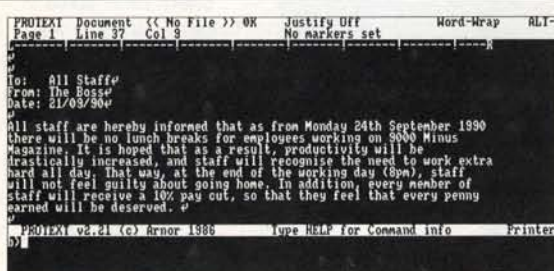 PROTEXT Document << No File >> 0K Justify Off Word-Wrap ALT-
Page 1 Line 37 Col 9 No markers set
To: All Staff
From: The Boss
Date: 21/09/90
All staff are hereby informed that as from Monday 24th September 1990
there will be no lunch breaks for employees working on 9000 Minus
Magazine. It is hoped that as a result, productivity will be
drastically increased, and staff will recognise the need to work extra
hard all day. That way, at the end of the working day (8pm), staff
will not feel guilty about going home. In addition, every member of
staff will receive a 10% pay cut, so that they feel that every penny
earned will be deserved.
PROTEXT v2.21 (c) Arnor 1986 Type HELP for Command info Printer